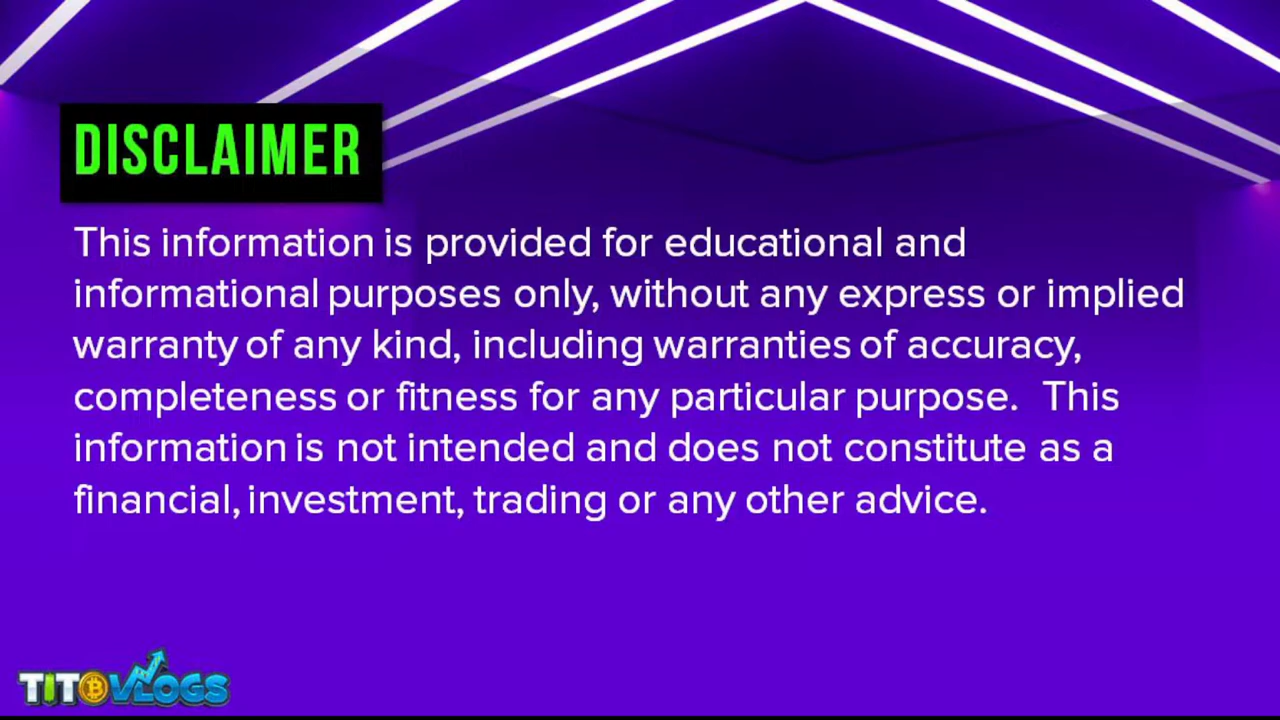 DISCLAIMER
This information is provided for educational and
informational purposes only, without any express or implied
warranty of any kind, including warranties of accuracy,
completeness or fitness for any particular purpose. This
information is not intended and does not constitute as a
financial, investment, trading or any other advice.
TITOVLOGS